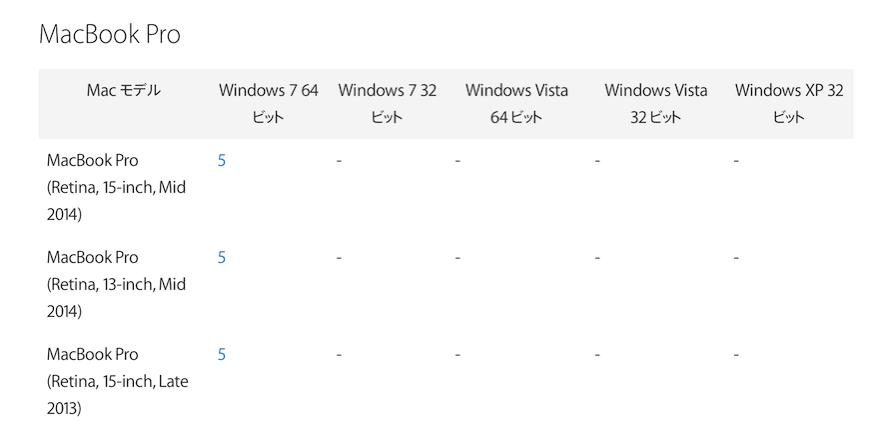 MacBook Pro
Mac モデル Windows 7 64 Windows 7 32 Windows Vista Windows Vista Windows XP 32
ビット ビット 64 ビット 32 ビット ビット
MacBook Pro 5 - - - -
(Retina, 15-inch, Mid
2014)
MacBook Pro 5 - - - -
(Retina, 13-inch, Mid
2014)
MacBook Pro 5 - - - -
(Retina, 15-inch, Late
2013)